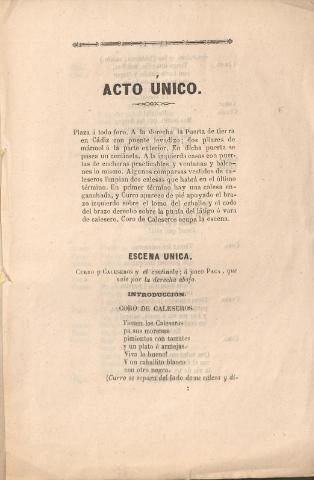 ACTO ÚNICO.
Plaza á todo foro. A la derecha la Puerta de tierra
en Cádiz con puente levadizo; dos pilares de
mármol á la parte exterior. En dicha puerta se
pasea un centinela. A la izquierda casas con puer-
tas de cocheras practicables, y ventanas y balco-
nes lo mismo. Algunos comparsas vestidos de ca-
leseros limpian dos calesas que habrá en el último
término. En primer término hay una calesa en-
ganchada, y Curro aparece de pié apoyado el bra-
zo izquierdo sobre el lomo del caballo y el codo
del brazo derecho sobre la punta del látigo ó vara
de calesero. Coro de Caleseros ocupa la escena.
ESCENA UNICA.
CURRO y CALESEROS y el centinela; á poco PACA, que
sale por la derecha abajo.
INTRODUCCION.
CORO DE CALESEROS.
Tienen los Caleseros
pa sus morenas
pimientos con tomates
y un plato é armejas.
Viva la bueno!
Y un caballito blanco
con otro negro.
(Curro se separa del lado de su calesa y di-